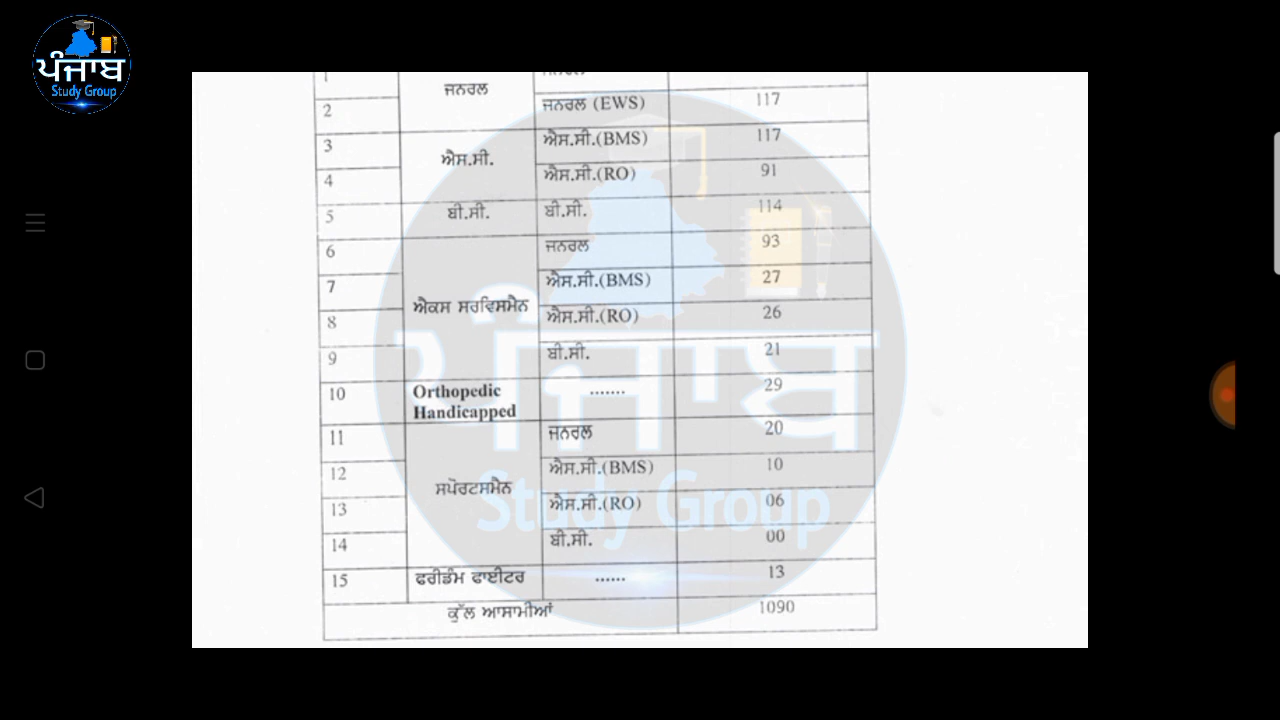 ਪੰਜਾਬ
Study Group
1
2 ਜਨਰਲ ਜਨਰਲ (EWS) 117
3 ਐਸ.ਸੀ. ਐਸ.ਸੀ.(BMS) 117
4 ਐਸ.ਸੀ.(RO) 91
5 ਬੀ.ਸੀ. ਬੀ.ਸੀ. 114
6 ਜਨਰਲ 93
7 ਐਕਸ ਸਰਵਿਸਮੈਨ ਐਸ.ਸੀ.(BMS) 27
8 ਐਸ.ਸੀ.(RO) 26
9 ਬੀ.ਸੀ. 21
10 Orthopedic ....... 29
Handicapped
11 ਜਨਰਲ 20
12 ਸਪੋਰਟਸਮੈਨ ਐਸ.ਸੀ.(BMS) 10
13 ਐਸ.ਸੀ.(RO) 06
14 ਬੀ.ਸੀ. 00
15 ਫਰੀਡੰਮ ਫਾਈਟਰ ...... 13
ਕੁੱਲ ਆਸਾਮੀਆਂ 1090
ਪੰਜਾਬ
Study Group